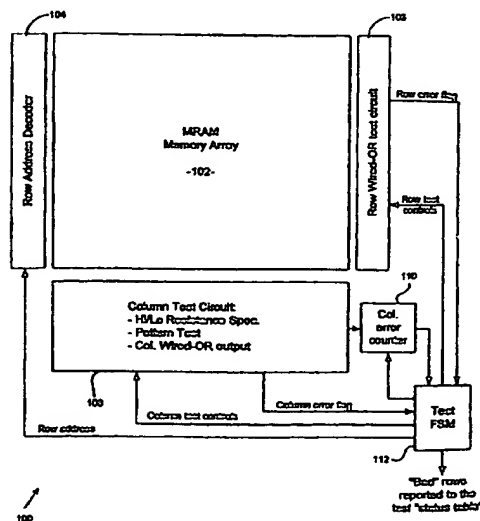 104
103
Row Address Decoder
MRAM
Memory Array
-102-
Row Wired-OR test circuit
Row error flag
Row test
controls
110
Column Test Circuit:
- Hi/Lo Resistance Spec.
- Pattern Test
- Col. Wired-OR output
Col.
error
counter
103
Column error flag
Column test controls
Row address
Test
FSM
112
"Bad" rows
reported to the
test "status table"
100